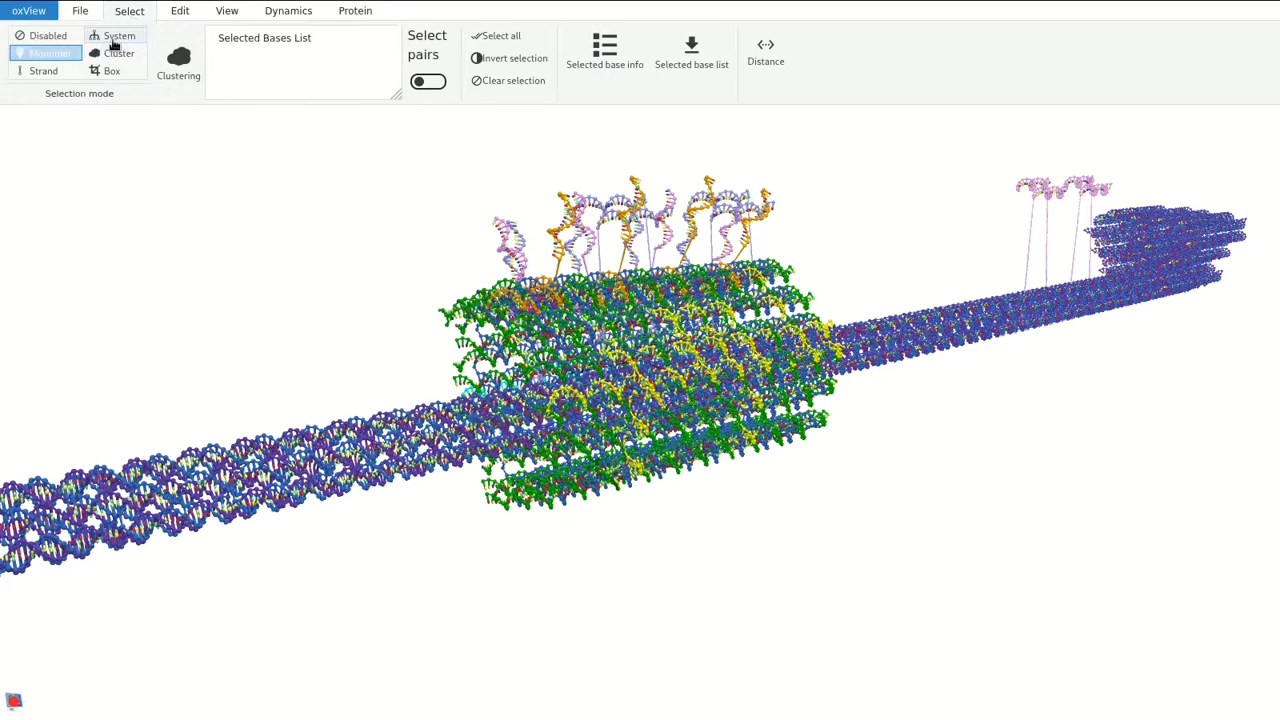 oxView File Select Edit View Dynamics Protein
Disabled System
Monomer Cluster
Strand Box
Selection mode
Clustering
Selected Bases List
Select
pairs
Select all
Invert selection
Clear selection
Selected base info
Selected base list
Distance